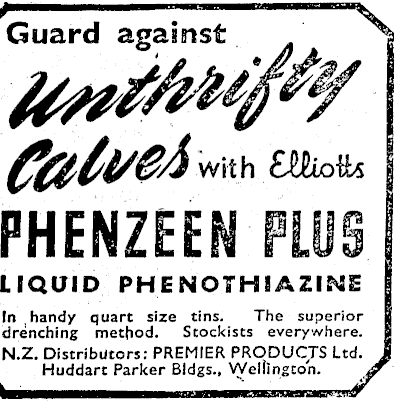 Guard against
Unthrifty
Calves with Elliotts
PHENZEEN PLUS
LIQUID PHENOTHIAZINE
In handy quart size tins. The superior
drenching method. Stockists everywhere.
N.Z. Distributors: PREMIER PRODUCTS Ltd.
Huddart Parker Bldgs., Wellington.